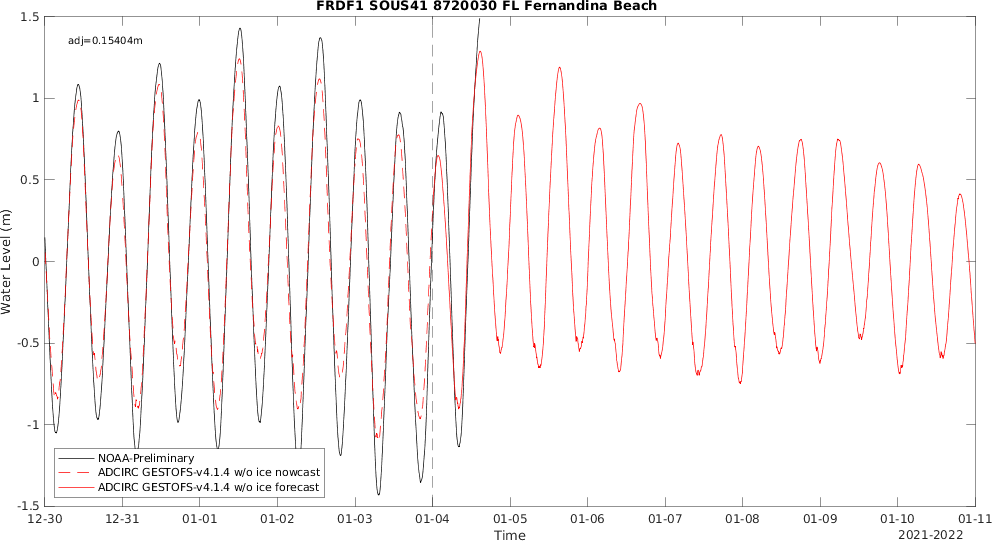 FRDF1 SOUS41 8720030 FL Fernandina Beach
adj=0.15404m
1.5
1
0.5
0
-0.5
-1
-1.5
Water Level (m)
NOAA-Preliminary
ADCIRC GESTOFS-v4.1.4 w/o ice nowcast
ADCIRC GESTOFS-v4.1.4 w/o ice forecast
12-30 12-31 01-01 01-02 01-03 01-04 01-05 01-06 01-07 01-08 01-09 01-10 01-11
Time
2021-2022